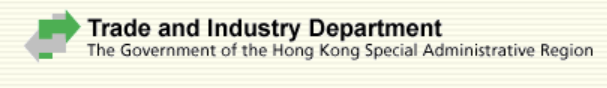 Trade and Industry Department
The Government of the Hong Kong Special Administrative Region